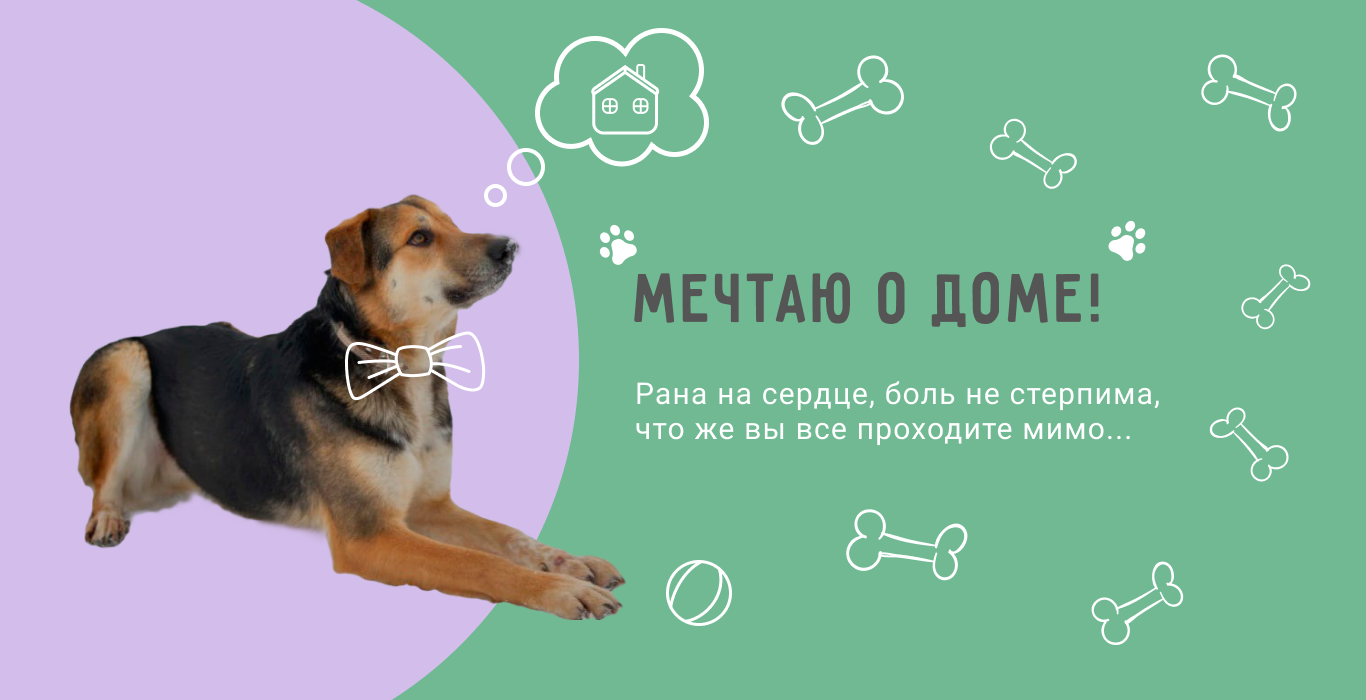 МЕЧТАЮ О ДОМЕ!
Рана на сердце, боль не стерпима,
что же вы все проходите мимо...